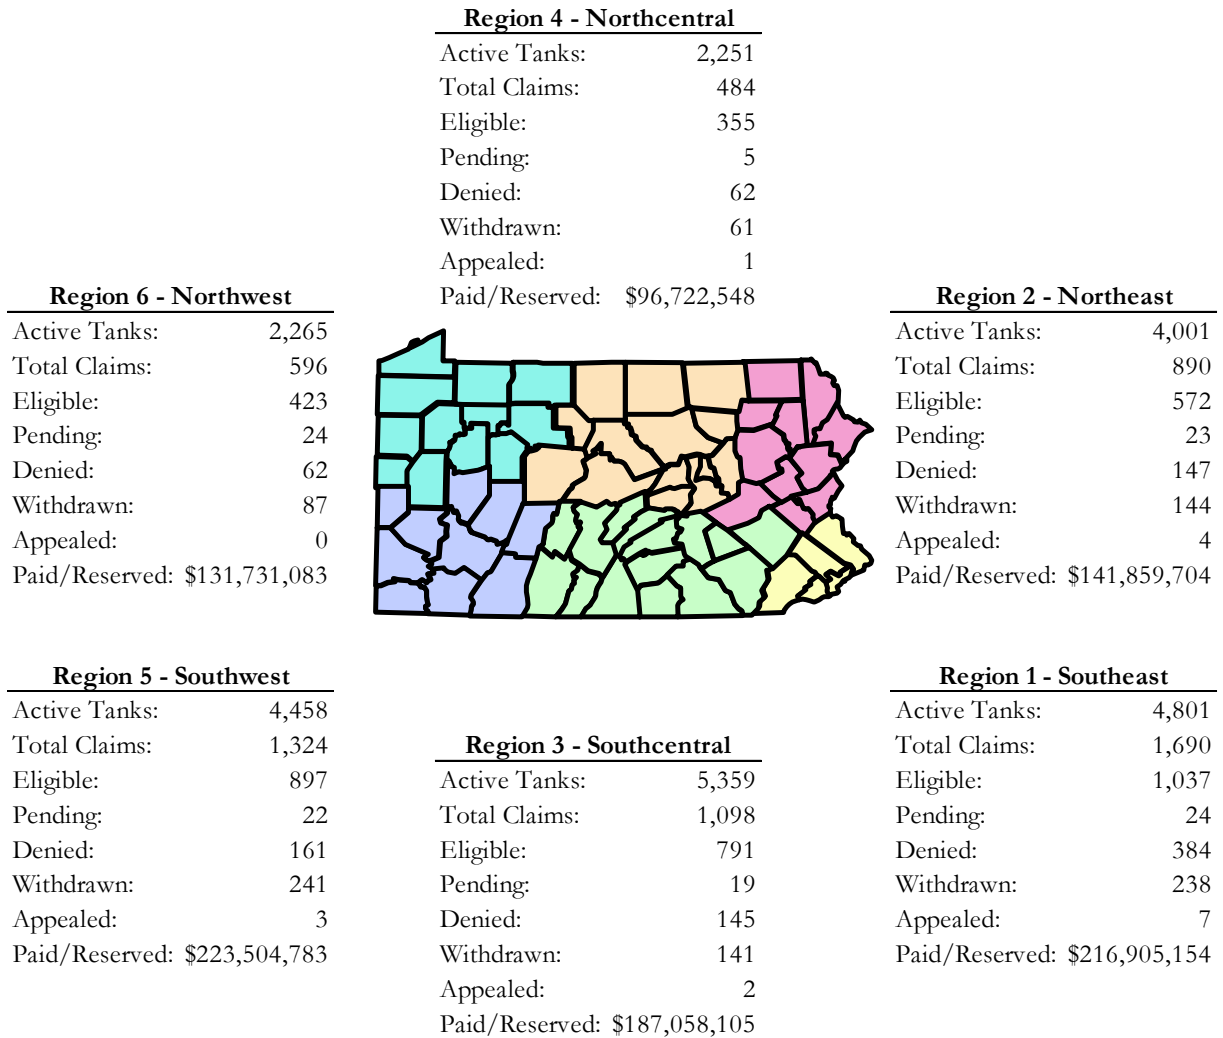 Region 4 - Northcentral
Active Tanks: 2,251
Total Claims: 484
Eligible: 355
Pending: 5
Denied: 62
Withdrawn: 61
Appealed: 1
Paid/Reserved: $96,722,548
Region 6 - Northwest
Active Tanks: 2,265
Total Claims: 596
Eligible: 423
Pending: 24
Denied: 62
Withdrawn: 87
Appealed: 0
Paid/Reserved: $131,731,083
Region 2 - Northeast
Active Tanks: 4,001
Total Claims: 890
Eligible: 572
Pending: 23
Denied: 147
Withdrawn: 144
Appealed: 4
Paid/Reserved: $141,859,704
Region 5 - Southwest
Active Tanks: 4,458
Total Claims: 1,324
Eligible: 897
Pending: 22
Denied: 161
Withdrawn: 241
Appealed: 3
Paid/Reserved: $223,504,783
Region 3 - Southcentral
Active Tanks: 5,359
Total Claims: 1,098
Eligible: 791
Pending: 19
Denied: 145
Withdrawn: 141
Appealed: 2
Paid/Reserved: $187,058,105
Region 1 - Southeast
Active Tanks: 4,801
Total Claims: 1,690
Eligible: 1,037
Pending: 24
Denied: 384
Withdrawn: 238
Appealed: 7
Paid/Reserved: $216,905,154